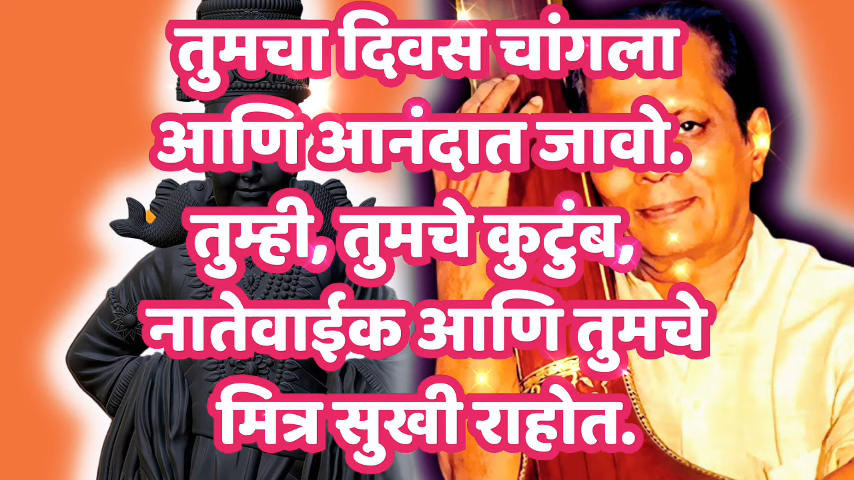 तुमचा दिवस चांगला
आणि आनंदात जावो.
तुम्ही, तुमचे कुटुंब,
नातेवाईक आणि तुमचे
मित्र सुखी राहोत.